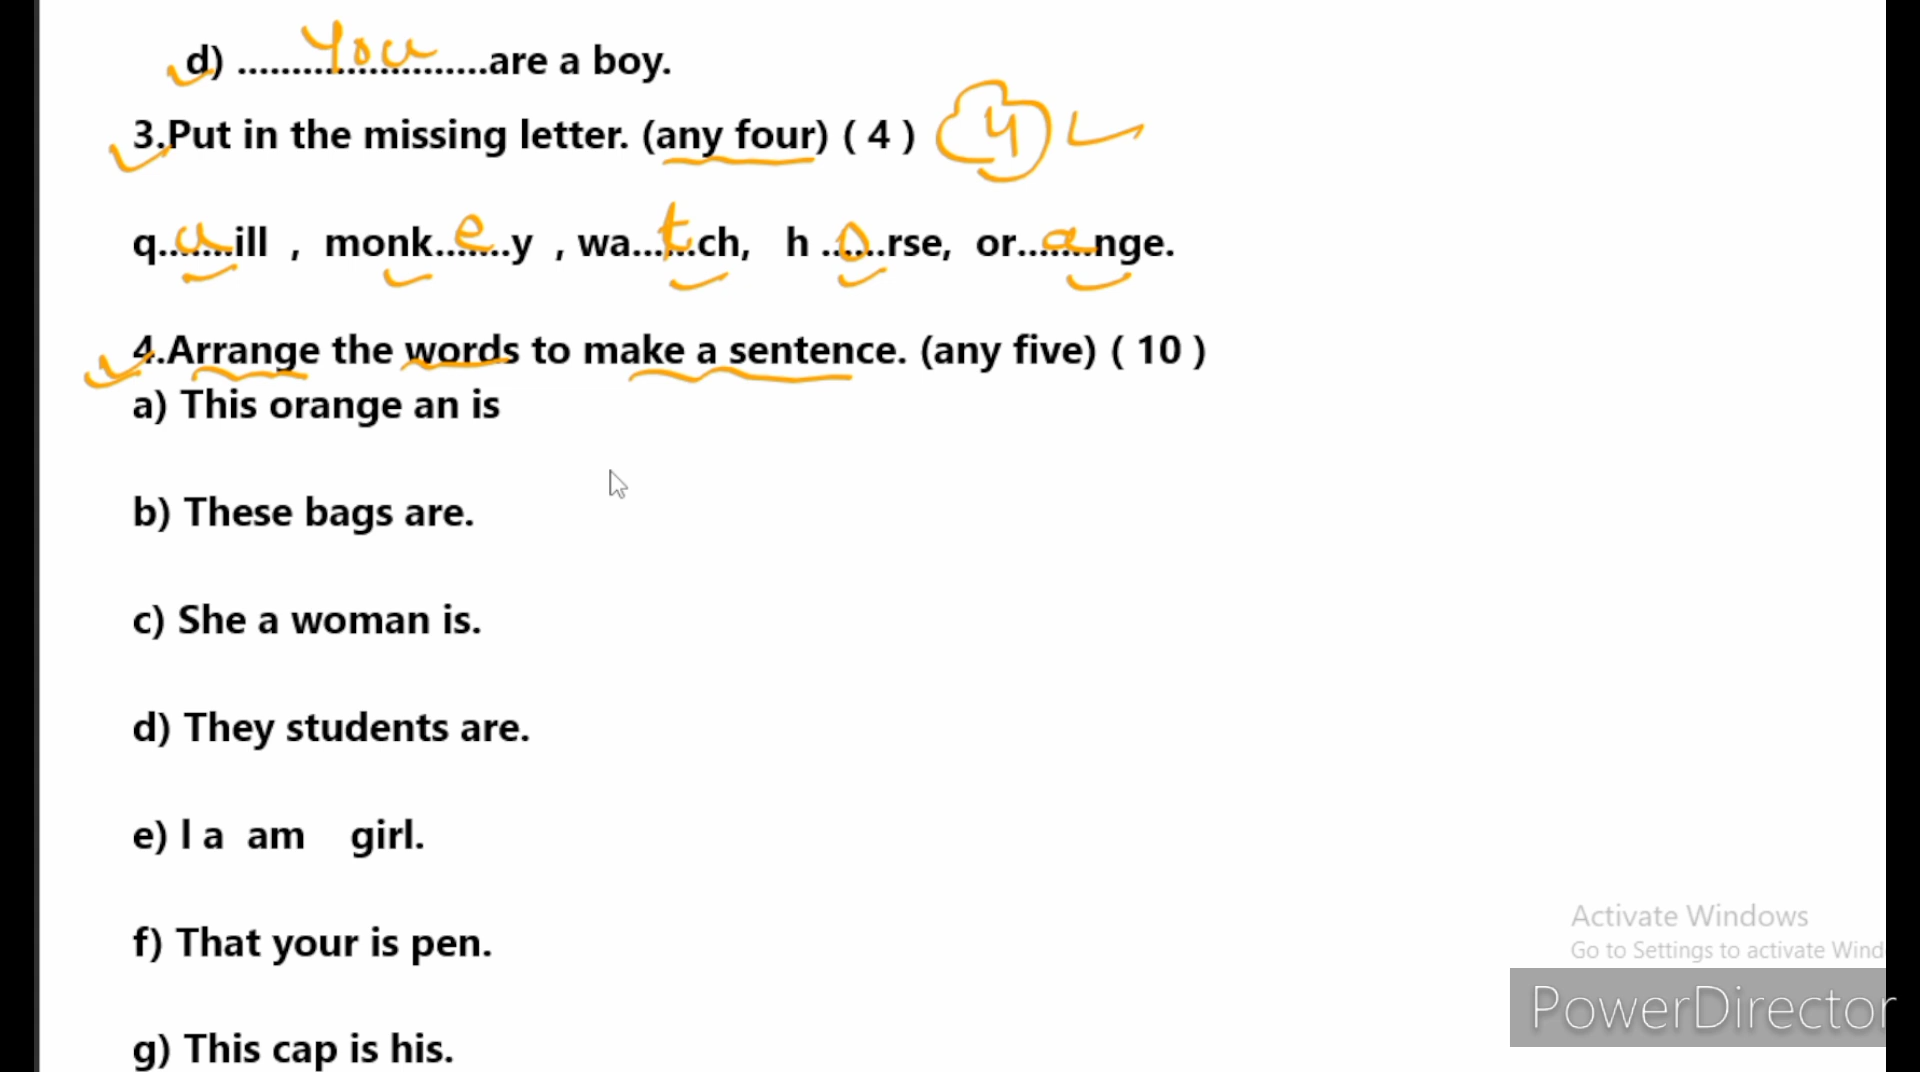 d) .......You.......are a boy.
3.Put in the missing letter. (any four) ( 4 ) 4
q...u...ill , monk...e...y , wa...t...ch, h ...o...rse, or...a...nge.
4.Arrange the words to make a sentence. (any five) ( 10 )
a) This orange an is
b) These bags are.
c) She a woman is.
d) They students are.
e) I a am girl.
f) That your is pen.
g) This cap is his.
Activate Windows
Go to Settings to activate Wind
PowerDirector